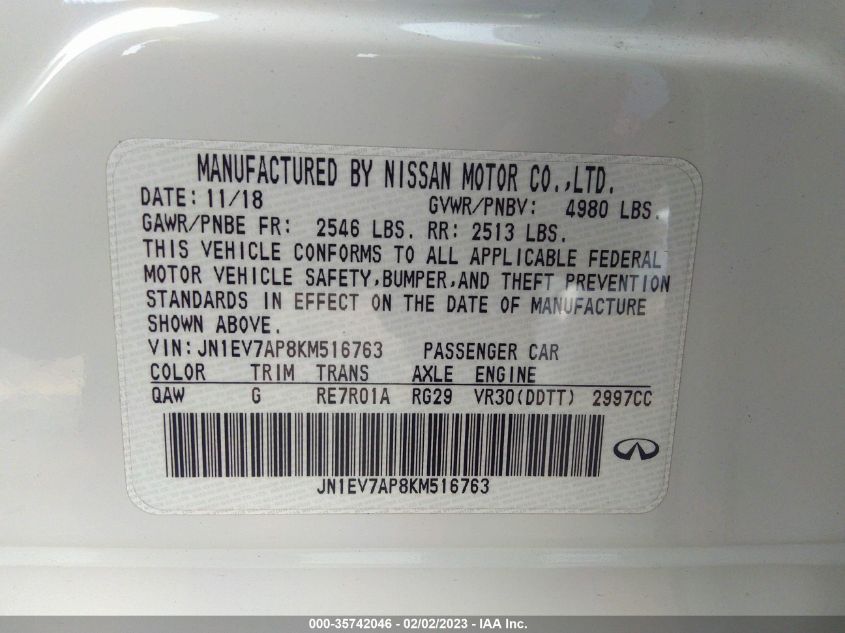 MANUFACTURED BY NISSAN MOTOR CO.,LTD.
DATE: 11/18 GVWR/PNBV: 4980 LBS.
GAWR/PNBE FR: 2546 LBS. RR: 2513 LBS.
THIS VEHICLE CONFORMS TO ALL APPLICABLE FEDERAL
MOTOR VEHICLE SAFETY,BUMPER,AND THEFT PREVENTION
STANDARDS IN EFFECT ON THE DATE OF MANUFACTURE
SHOWN ABOVE.
VIN:JN1EV7AP8KM516763 PASSENGER CAR
COLOR TRIM TRANS AXLE ENGINE
QAW G RE7R01A RG29 VR30(DDTT) 2997CC
JN1EV7AP8KM516763
000-35742046 - 02/02/2023 - IAA Inc.